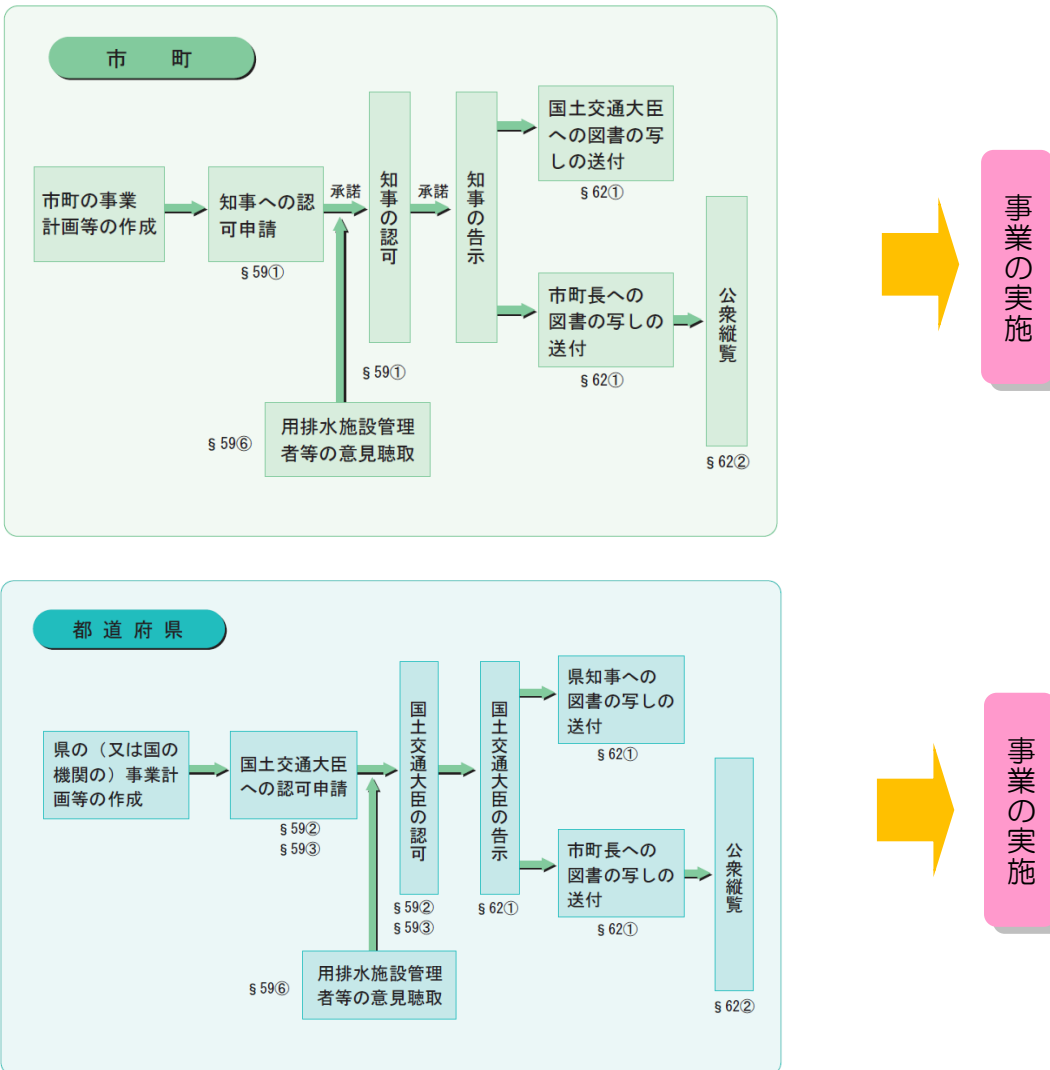 市 町
市町の事業
計画等の作成
知事への認
可申請
§59①
承諾
知事の認可
§59①
承諾
知事の告示
国土交通大臣
への図書の写
しの送付
§62①
市町長への
図書の写しの
送付
§62①
公衆縦覧
§62②
§59⑥
用排水施設管理
者等の意見聴取
事業の実施
都道府県
県の（又は国の
機関の）事業計
画等の作成
国土交通大臣
への認可申請
§59②
§59③
国土交通大臣の認可
§59②
§59③
国土交通大臣の告示
§62①
県知事への
図書の写しの
送付
§62①
市町長への
図書の写しの
送付
§62①
公衆縦覧
§62②
§59⑥
用排水施設管理
者等の意見聴取
事業の実施